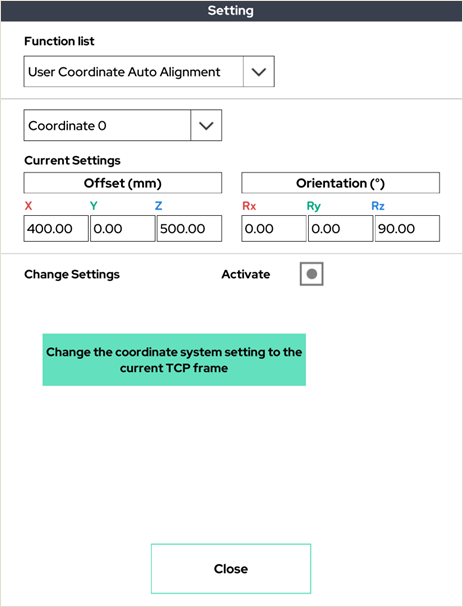 Setting
Function list
User Coordinate Auto Alignment
Coordinate 0
Current Settings
Offset (mm) Orientation (°)
X Y Z Rx Ry Rz
400.00 0.00 500.00 0.00 0.00 90.00
Change Settings Activate
Change the coordinate system setting to the
current TCP frame
Close